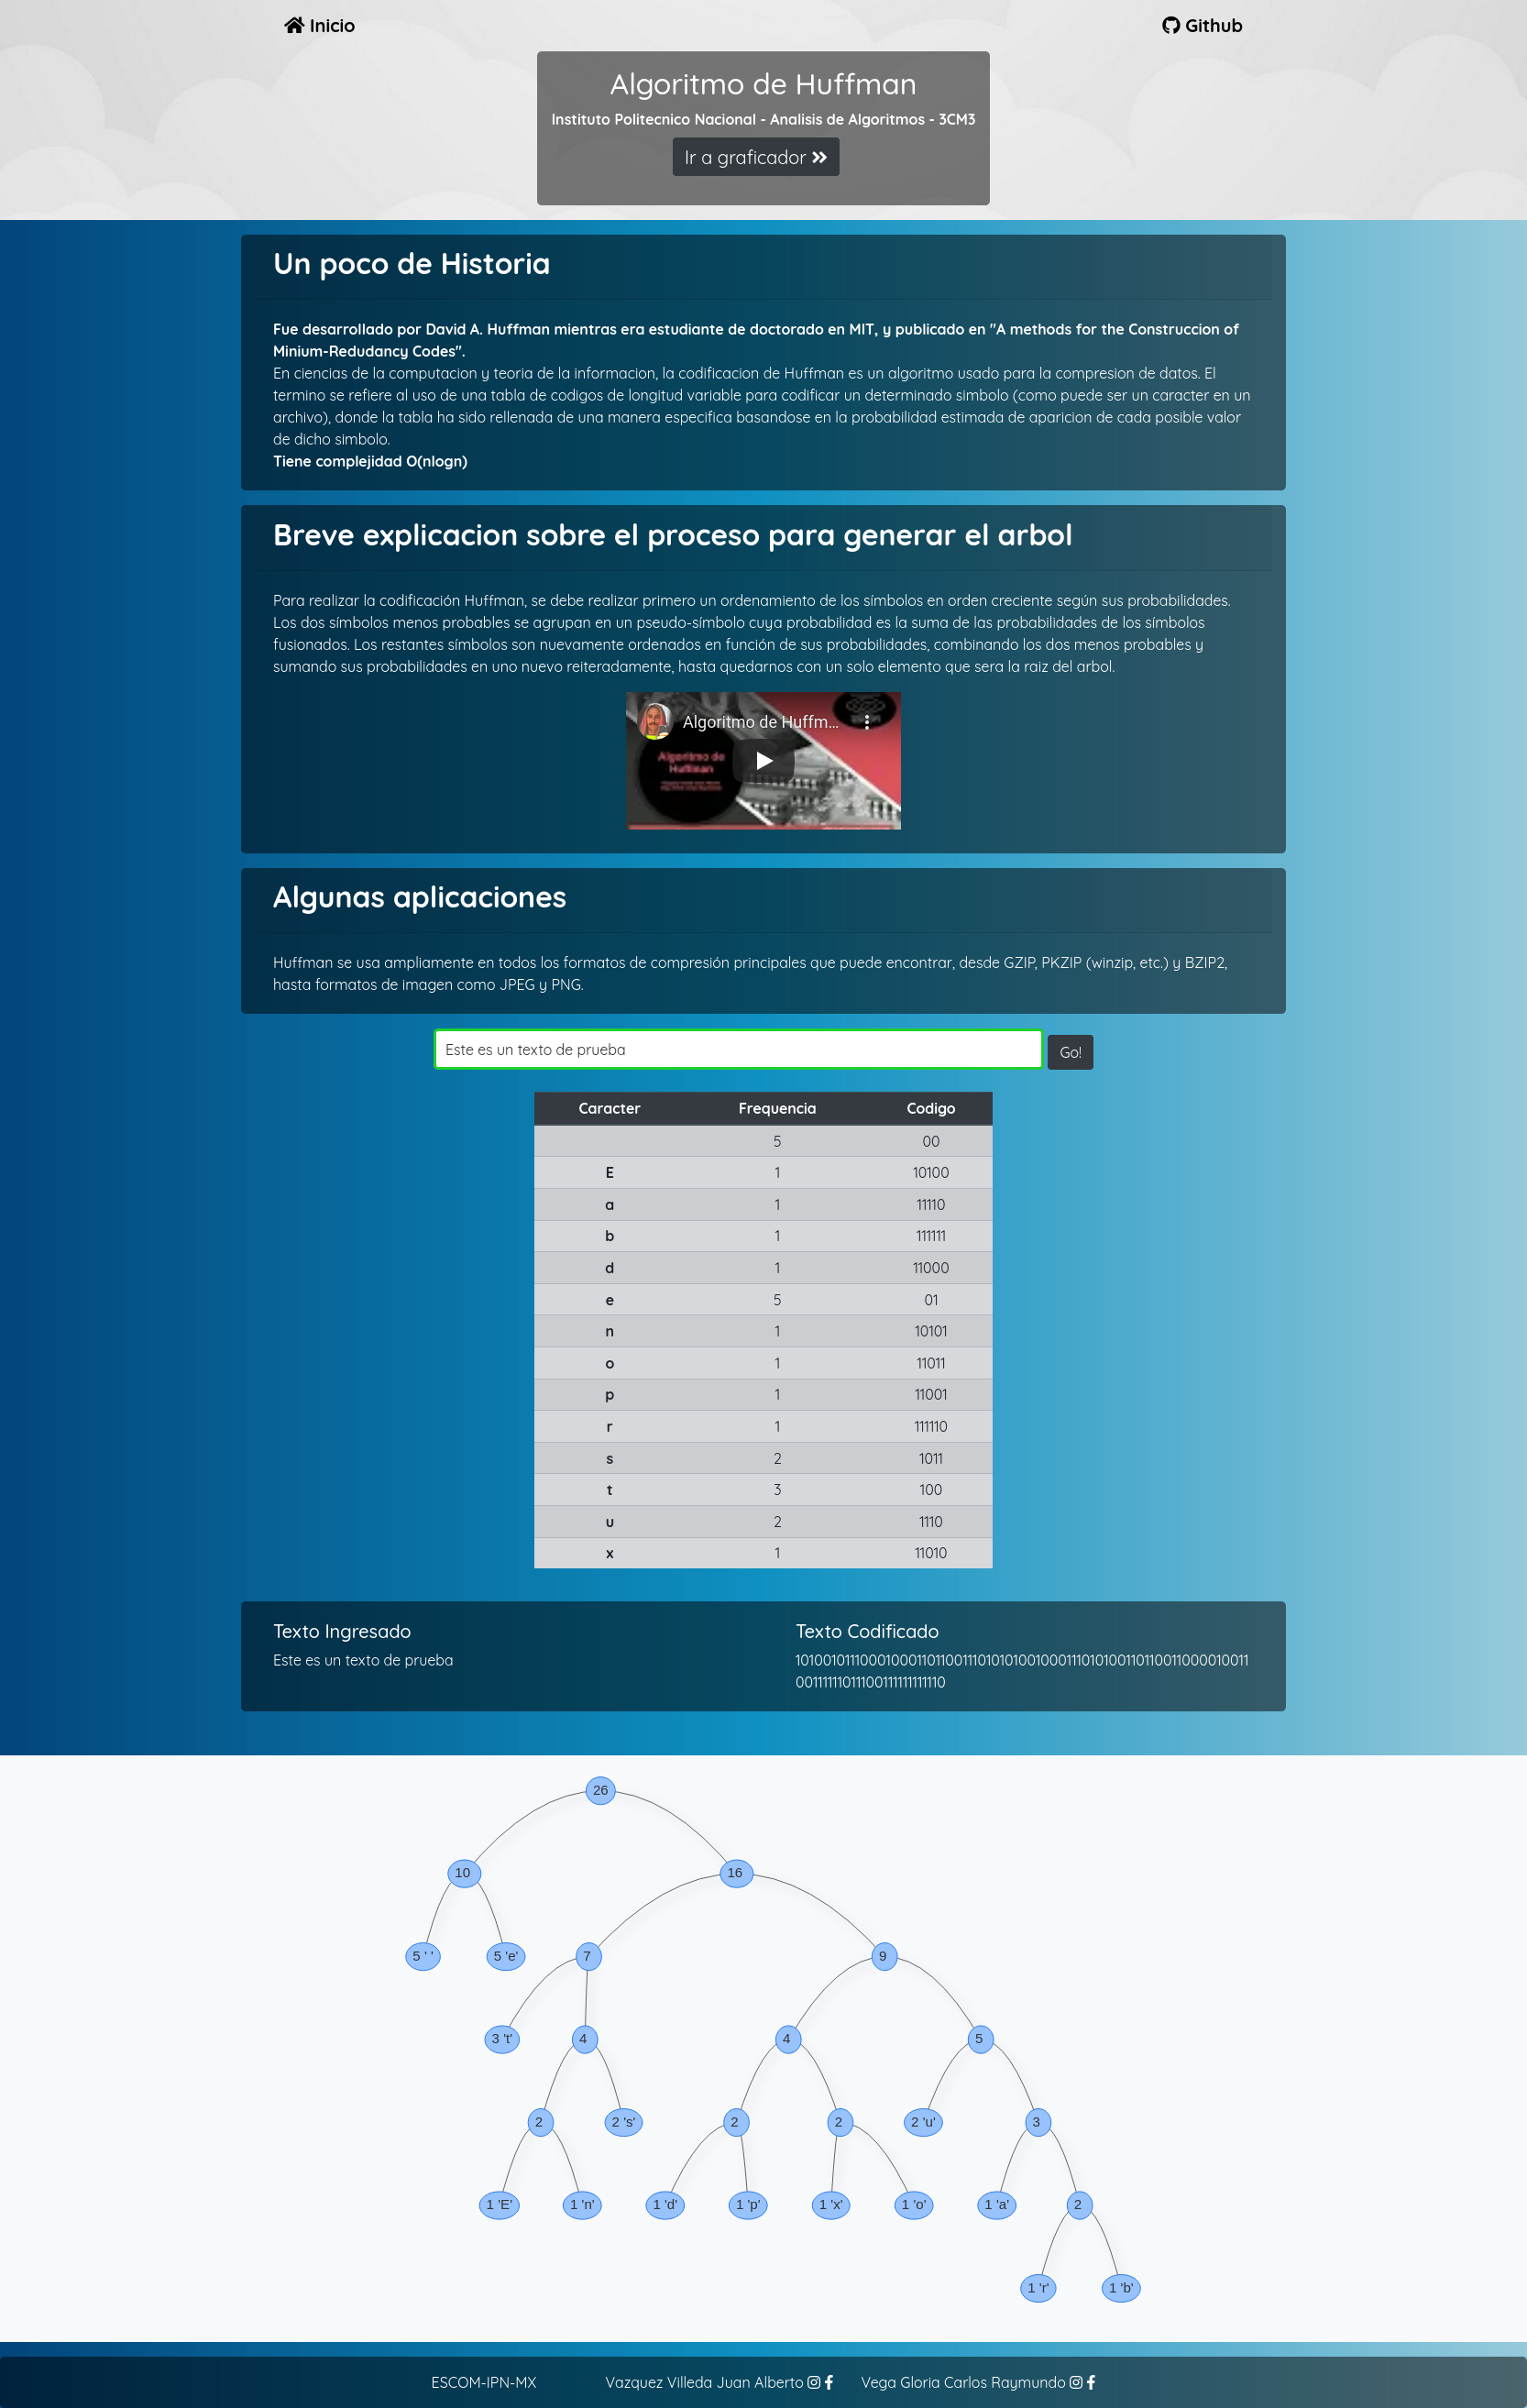 Inicio
Github
Algoritmo de Huffman
Instituto Politecnico Nacional - Analisis de Algoritmos - 3CM3
Ir a graficador
Un poco de Historia
Fue desarrollado por David A. Huffman mientras era estudiante de doctorado en MIT, y publicado en "A methods for the Construccion of
Minium-Redudancy Codes".
En ciencias de la computacion y teoria de la informacion, la codificacion de Huffman es un algoritmo usado para la compresion de datos. El
termino se refiere al uso de una tabla de codigos de longitud variable para codificar un determinado simbolo (como puede ser un caracter en un
archivo), donde la tabla ha sido rellenada de una manera especifica basandose en la probabilidad estimada de aparicion de cada posible valor
de dicho simbolo.
Tiene complejidad O(nlogn)
Breve explicacion sobre el proceso para generar el arbol
Para realizar la codificación Huffman, se debe realizar primero un ordenamiento de los símbolos en orden creciente según sus probabilidades.
Los dos símbolos menos probables se agrupan en un pseudo-símbolo cuya probabilidad es la suma de las probabilidades de los símbolos
fusionados. Los restantes símbolos son nuevamente ordenados en función de sus probabilidades, combinando los dos menos probables y
sumando sus probabilidades en uno nuevo reiteradamente, hasta quedarnos con un solo elemento que sera la raiz del arbol.
Algoritmo de Huffm...
Algoritmo de
Huffman
Algunas aplicaciones
Huffman se usa ampliamente en todos los formatos de compresión principales que puede encontrar, desde GZIP, PKZIP (winzip, etc.) y BZIP2,
hasta formatos de imagen como JPEG y PNG.
Este es un texto de prueba
Go!
Caracter Frequencia Codigo
5 00
E 1 10100
a 1 11110
b 1 111111
d 1 11000
e 5 01
n 1 10101
o 1 11011
p 1 11001
r 1 111110
s 2 1011
t 3 100
u 2 1110
x 1 11010
Texto Ingresado
Texto Codificado
Este es un texto de prueba
26
10 16
5 ' ' 5 'e' 7 9
3 't' 4 4 5
2 2 's' 2 2 2 'u' 3
1 'E' 1 'n' 1 'd' 1 'p' 1 'x' 1 'o' 1 'a' 2
1 'r' 1 'b'
ESCOM-IPN-MX Vazquez Villeda Juan Alberto Vega Gloria Carlos Raymundo